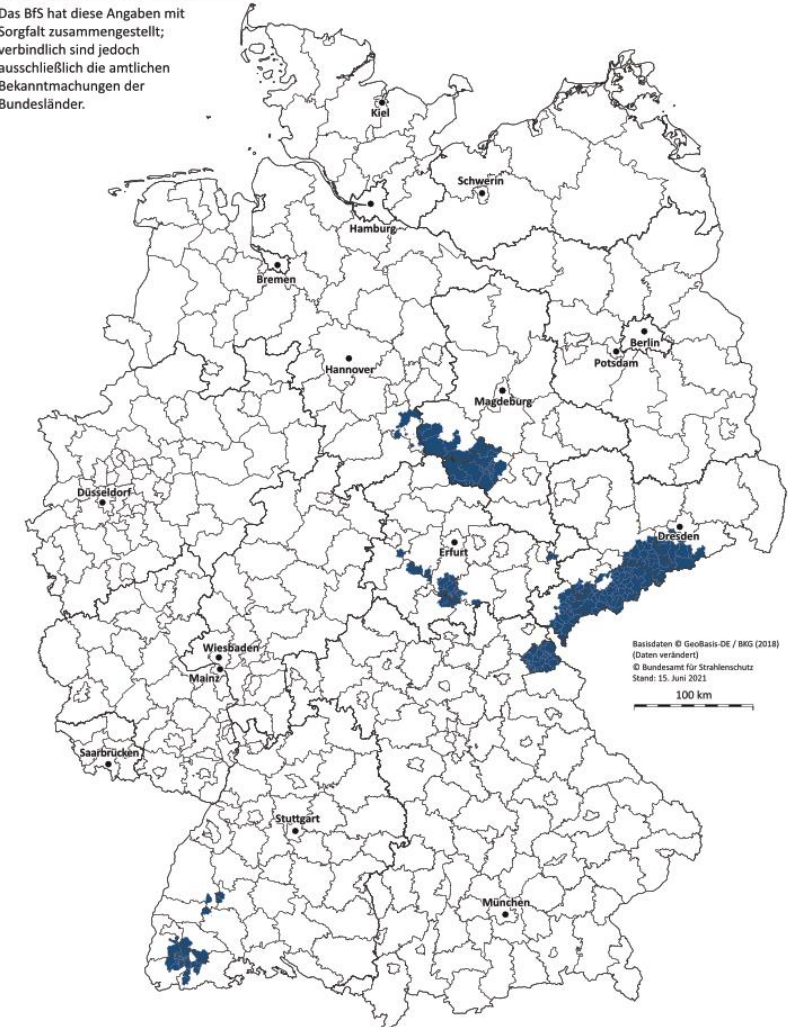 Das BfS hat diese Angaben mit
Sorgfalt zusammengestellt;
verbindlich sind jedoch
ausschließlich die amtlichen
Bekanntmachungen der
Bundesländer.
Kiel
Schwerin
Hamburg
Bremen
Berlin
Potsdam
Hannover
Magdeburg
Düsseldorf
Dresden
Erfurt
Wiesbaden
Mainz
Basisdaten © GeoBasis-DE / BKG (2018)
(Daten verändert)
© Bundesamt für Strahlenschutz
Stand: 15. Juni 2021
100 km
Saarbrücken
Stuttgart
München